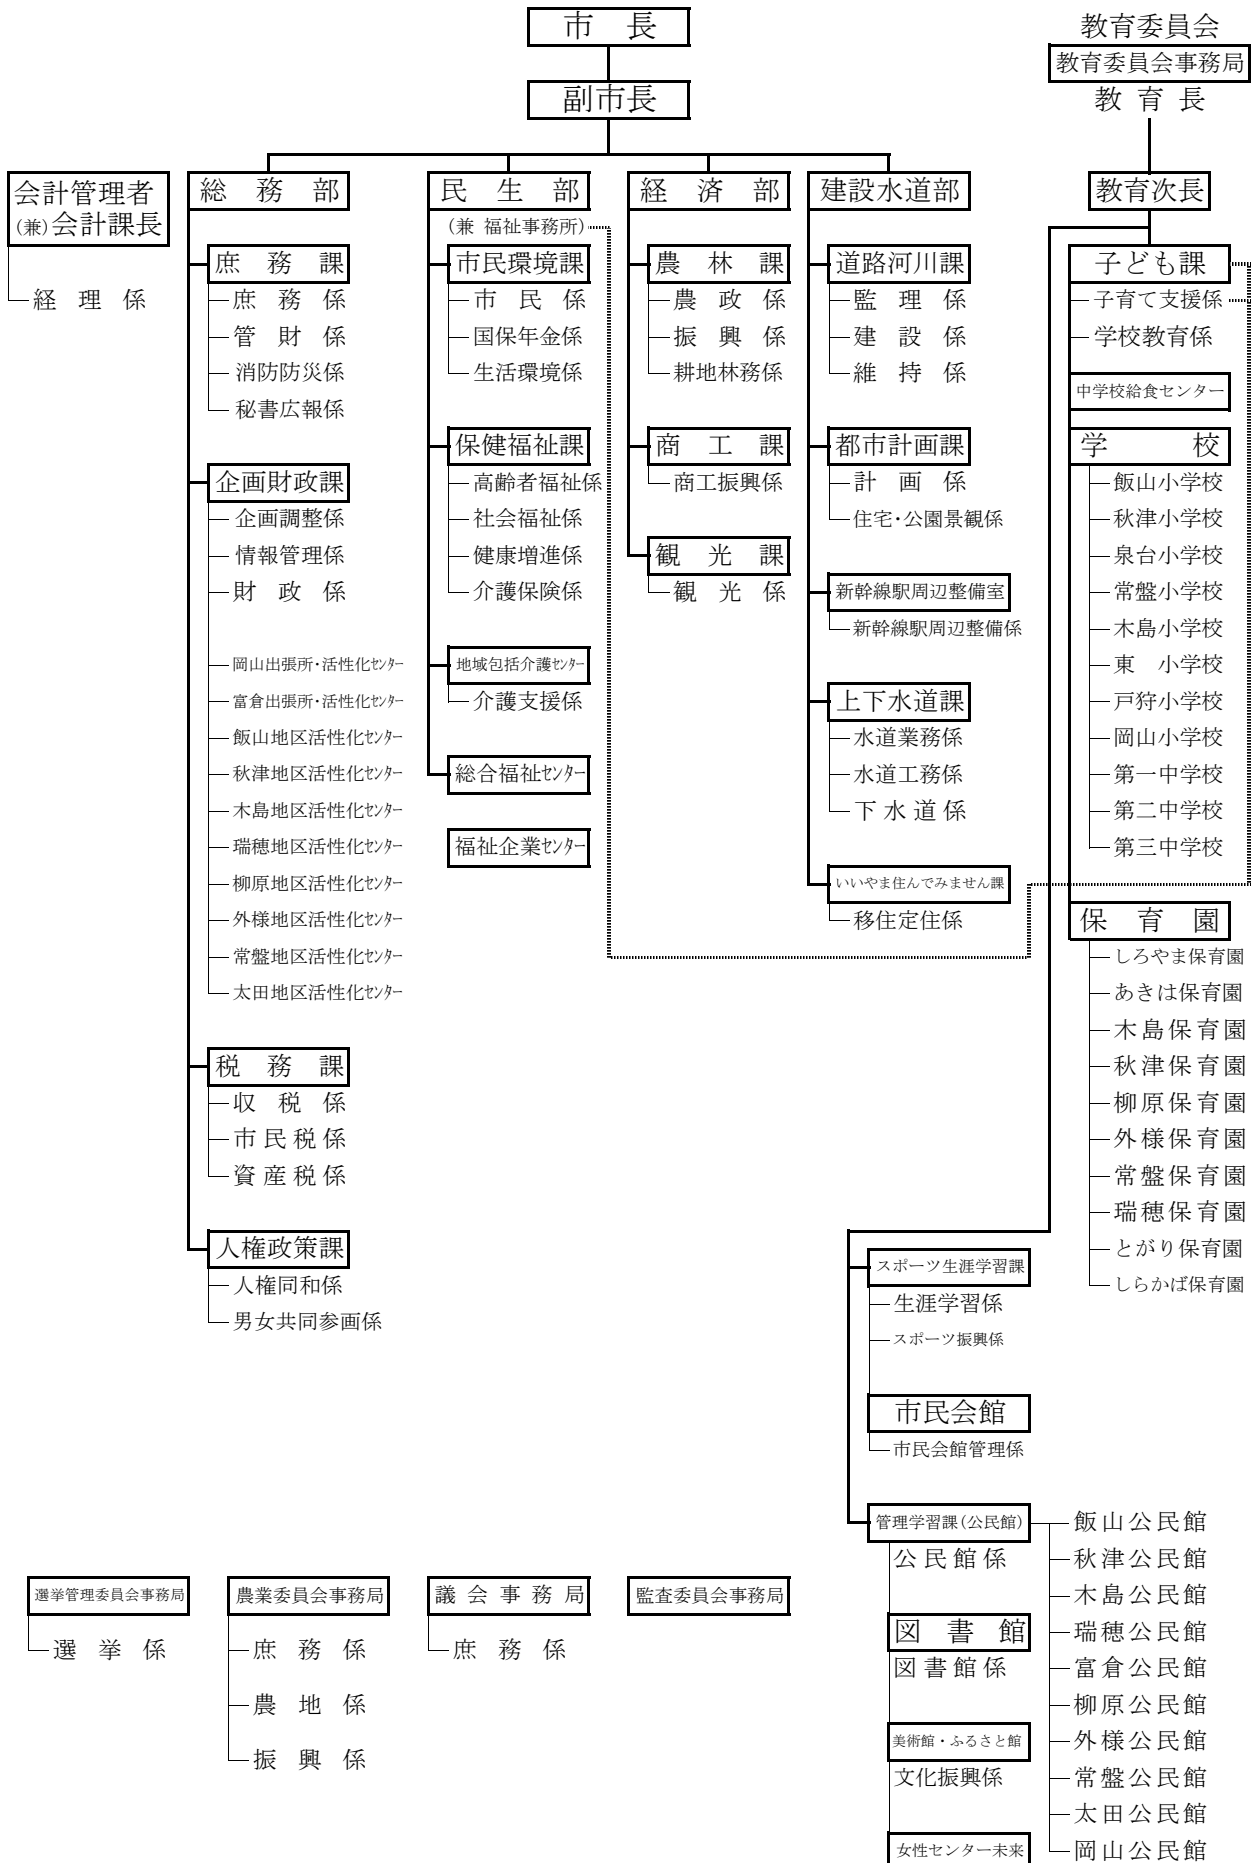 市長
副市長
教育委員会
教育委員会事務局
教育長
会計管理者
(兼)会計課長
経理係
総務部
庶務課
庶務係
管財係
消防防災係
秘書広報係
企画財政課
企画調整係
情報管理係
財政係
岡山出張所・活性化ｾﾝﾀｰ
富倉出張所・活性化ｾﾝﾀｰ
飯山地区活性化ｾﾝﾀｰ
秋津地区活性化ｾﾝﾀｰ
木島地区活性化ｾﾝﾀｰ
瑞穂地区活性化ｾﾝﾀｰ
柳原地区活性化ｾﾝﾀｰ
外様地区活性化ｾﾝﾀｰ
常盤地区活性化ｾﾝﾀｰ
太田地区活性化ｾﾝﾀｰ
税務課
収税係
市民税係
資産税係
人権政策課
人権同和係
男女共同参画係
民生部
(兼 福祉事務所)
市民環境課
市民係
国保年金係
生活環境係
保健福祉課
高齢者福祉係
社会福祉係
健康増進係
介護保険係
地域包括介護ｾﾝﾀｰ
介護支援係
総合福祉ｾﾝﾀｰ
福祉企業ｾﾝﾀｰ
経済部
農林課
農政係
振興係
耕地林務係
商工課
商工振興係
観光課
観光係
建設水道部
道路河川課
監理係
建設係
維持係
都市計画課
計画係
住宅・公園景観係
新幹線駅周辺整備室
新幹線駅周辺整備係
上下水道課
水道業務係
水道工務係
下水道係
いいやま住んでみません課
移住定住係
教育次長
子ども課
子育て支援係
学校教育係
中学校給食センター
学校
飯山小学校
秋津小学校
泉台小学校
常盤小学校
木島小学校
東 小学校
戸狩小学校
岡山小学校
第一中学校
第二中学校
第三中学校
保育園
しろやま保育園
あきは保育園
木島保育園
秋津保育園
柳原保育園
外様保育園
常盤保育園
瑞穂保育園
とがり保育園
しらかば保育園
スポーツ生涯学習課
生涯学習係
スポーツ振興係
市民会館
市民会館管理係
管理学習課(公民館)
公民館係
図書館
図書館係
美術館・ふるさと館
文化振興係
女性センター未来
飯山公民館
秋津公民館
木島公民館
瑞穂公民館
富倉公民館
柳原公民館
外様公民館
常盤公民館
太田公民館
岡山公民館
選挙管理委員会事務局
選挙係
農業委員会事務局
庶務係
農地係
振興係
議会事務局
庶務係
監査委員会事務局